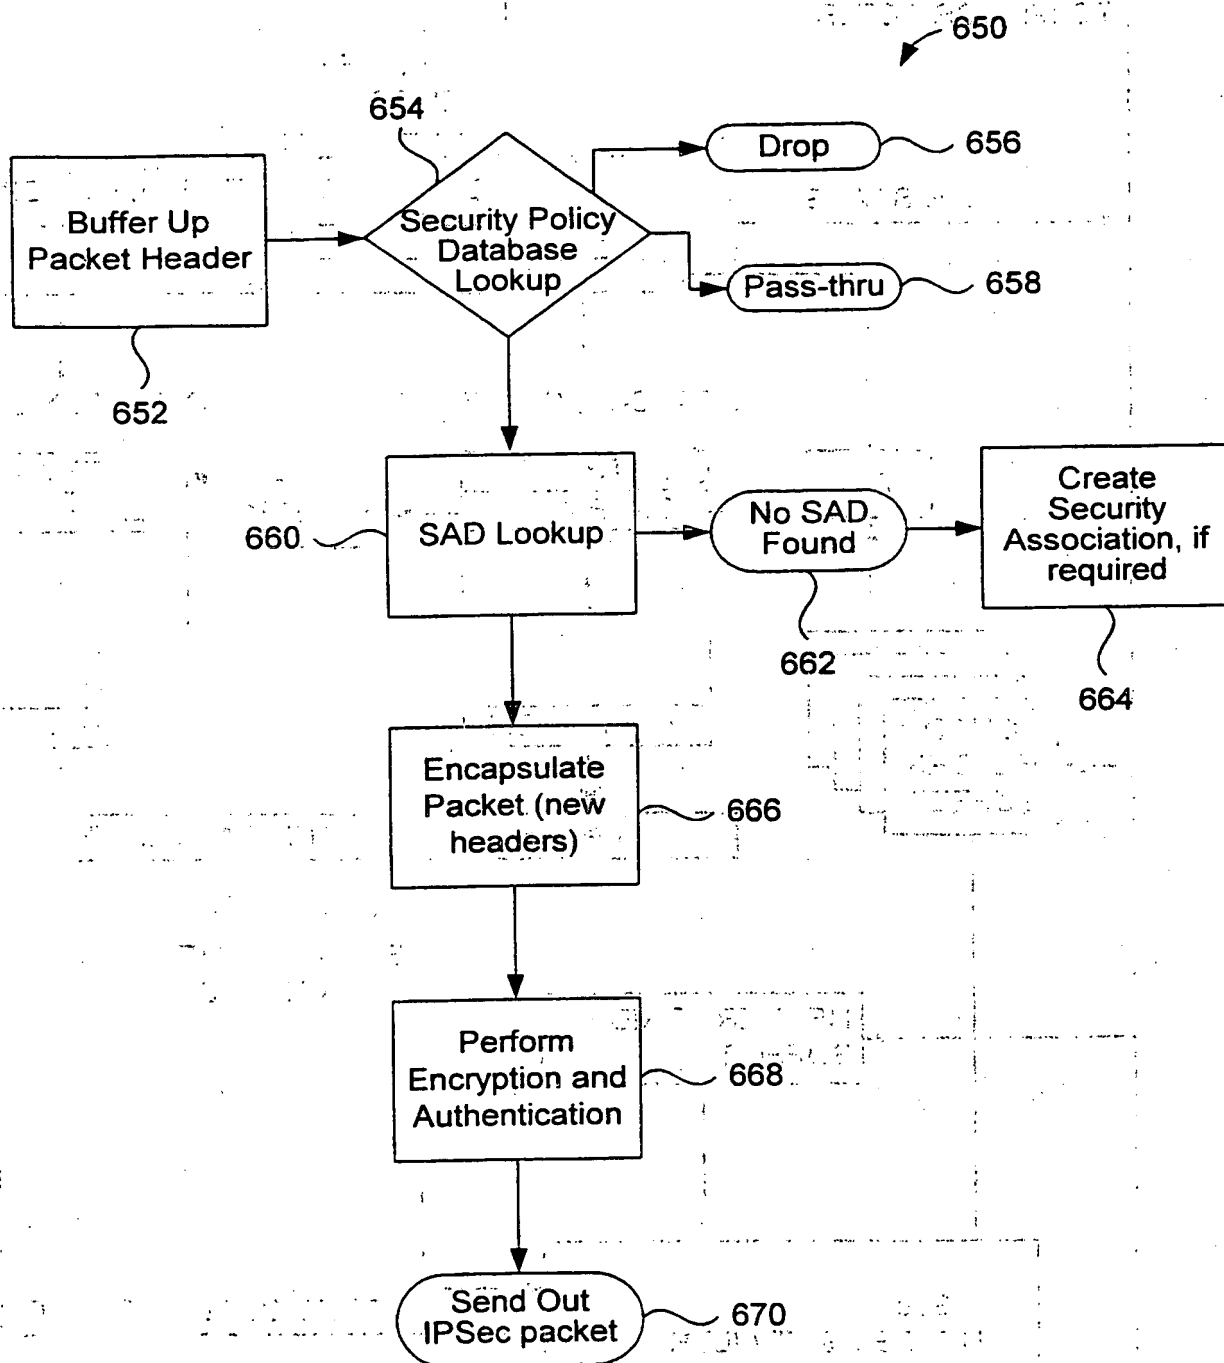 650
654
Drop
656
Buffer Up
Packet Header
Security Policy
Database
Lookup
Pass-thru
658
652
660
SAD Lookup
No SAD
Found
Create
Security
Association, if
required
662
664
Encapsulate
Packet (new
headers)
666
Perform
Encryption and
Authentication
668
Send Out
IPSec packet
670